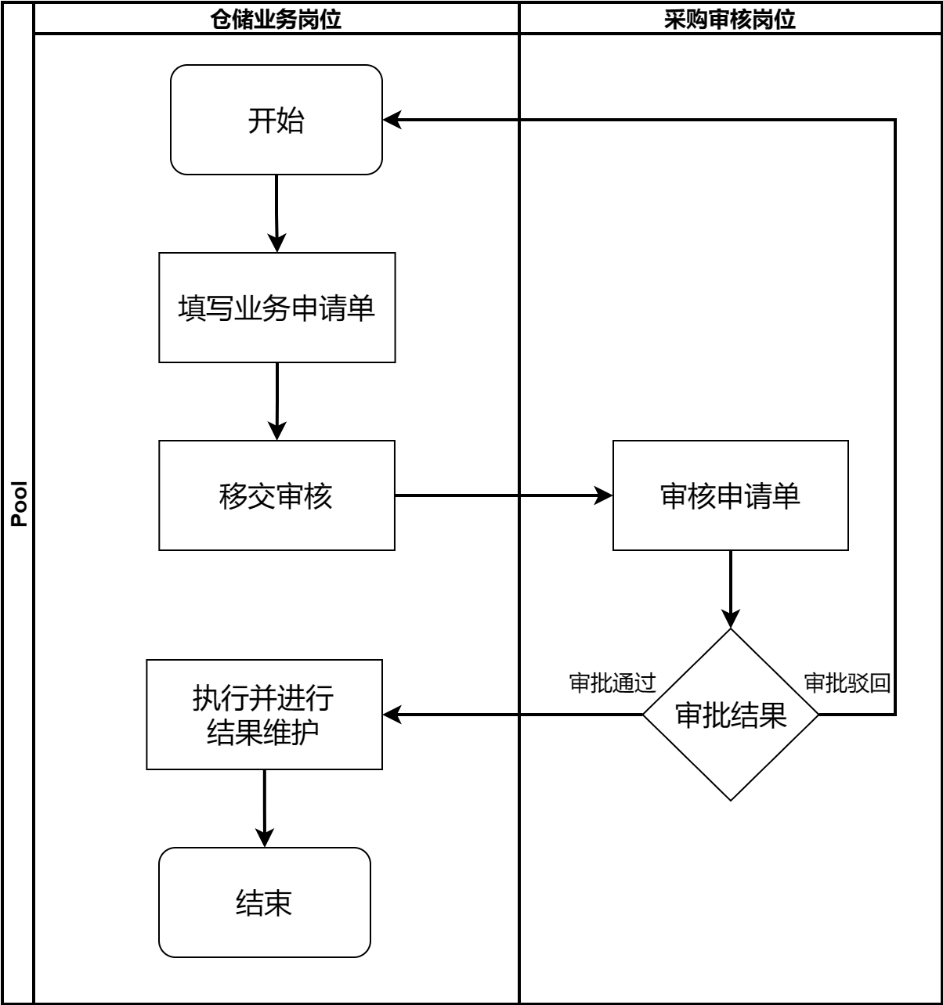 仓储业务岗位
采购审核岗位
Pool
开始
填写业务申请单
移交审核
审核申请单
审批通过
审批驳回
审批结果
执行并进行
结果维护
结束